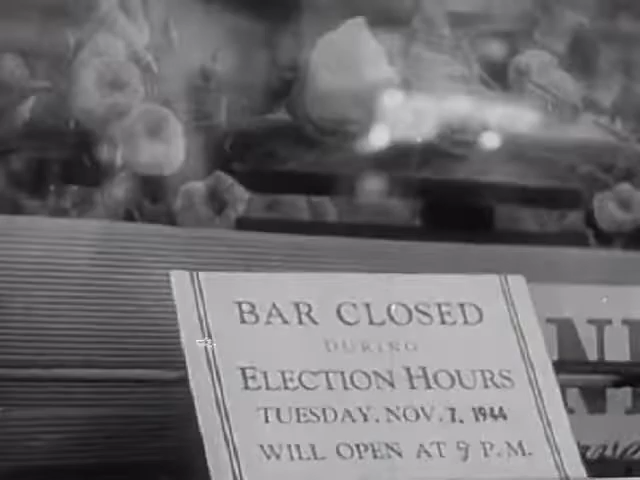 BAR CLOSED
DURING
ELECTION HOURS
TUESDAY. NOV. 7, 1944
WILL OPEN AT 9 P.M.